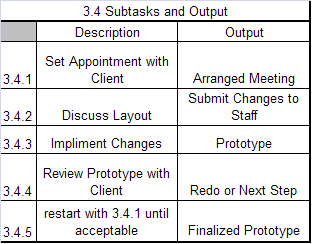 3.4 Subtasks and Output
Description Output
3.4.1 Set Appointment with Client Arranged Meeting
3.4.2 Discuss Layout Submit Changes to Staff
3.4.3 Impliment Changes Prototype
3.4.4 Review Prototype with Client Redo or Next Step
3.4.5 restart with 3.4.1 until acceptable Finalized Prototype